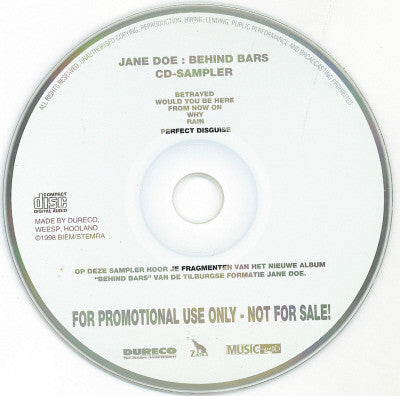 ALL RIGHTS RESERVED. UNAUTHORISED COPYING, REPRODUCTION, HIRING, LENDING, PUBLIC PERFORMANCE AND BROADCASTING PROHIBITED.
JANE DOE : BEHIND BARS
CD-SAMPLER
BETRAYED
WOULD YOU BE HERE
FROM NOW ON
WHY
RAIN
PERFECT DISGUISE
COMPACT
disc
DIGITAL AUDIO
MADE BY DURECO,
WEESP, HOOLAND
©1998 BIEM/STEMRA
OP DEZE SAMPLER HOOR JE FRAGMENTEN VAN HET NIEUWE ALBUM
"BEHIND BARS" VAN DE TILBURGSE FORMATIE JANE DOE.
FOR PROMOTIONAL USE ONLY - NOT FOR SALE!
DURECO
MUSIC